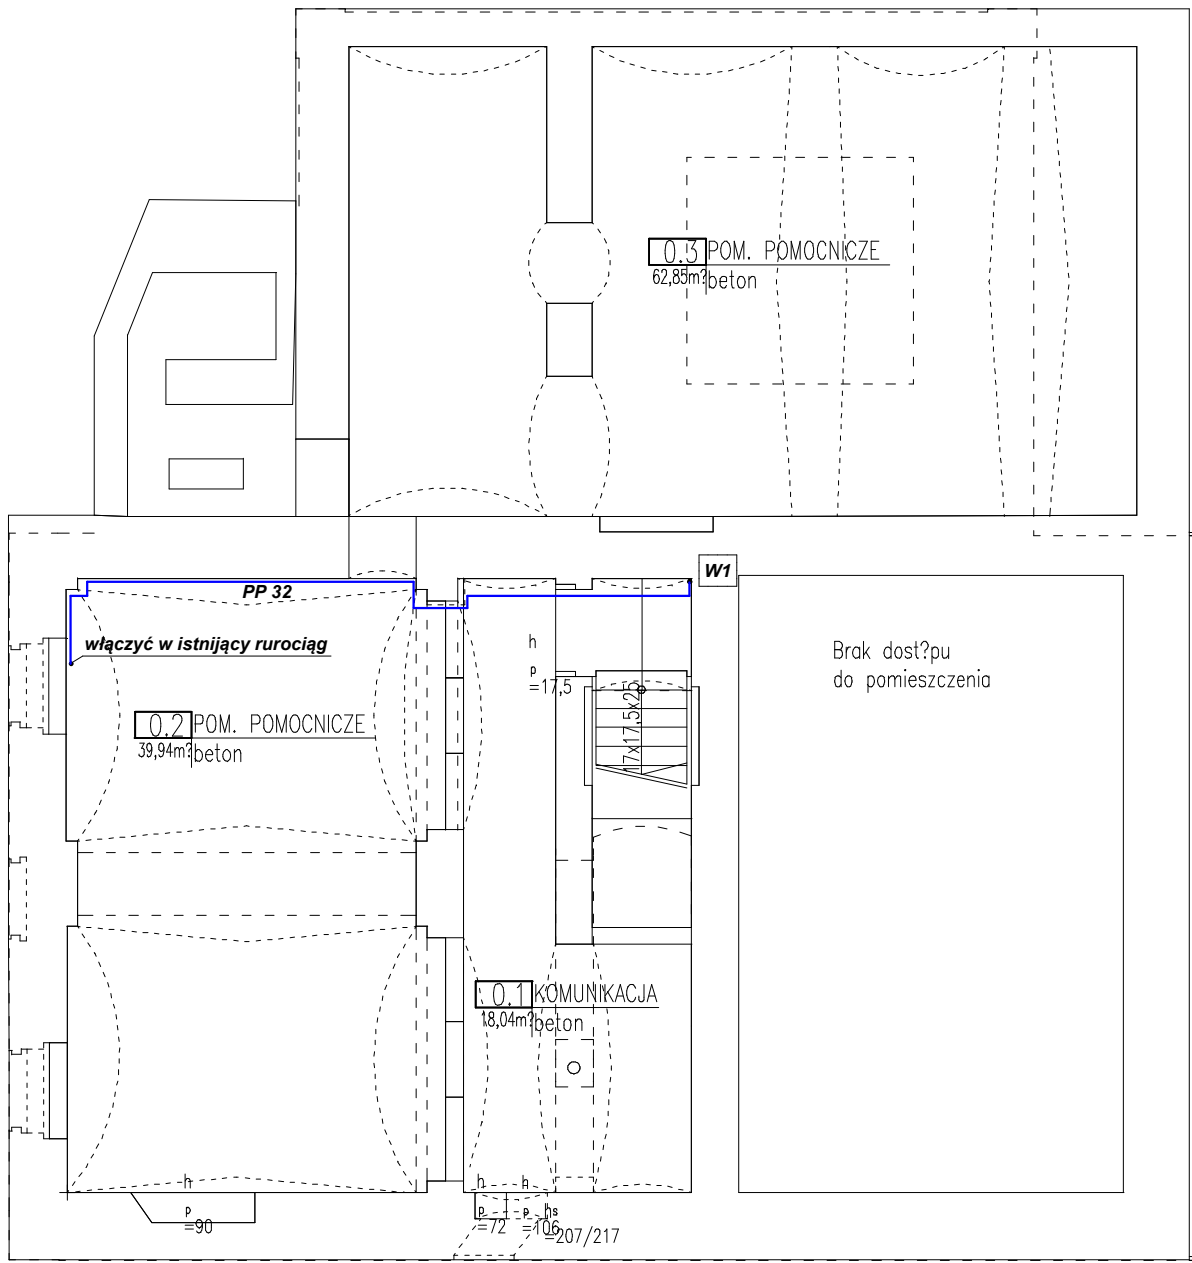 0.3 POM. POMOCNICZE
62,85m? beton
W1
PP 32
włączyć w istnijący rurociąg
h
p
=17,5
17x17,5x25
Brak dost?pu
do pomieszczenia
0.2 POM. POMOCNICZE
39,94m? beton
0.1 KOMUNIKACJA
18,04m? beton
h
p
=90
h
p
=72
h
p
=106
hs
=207/217